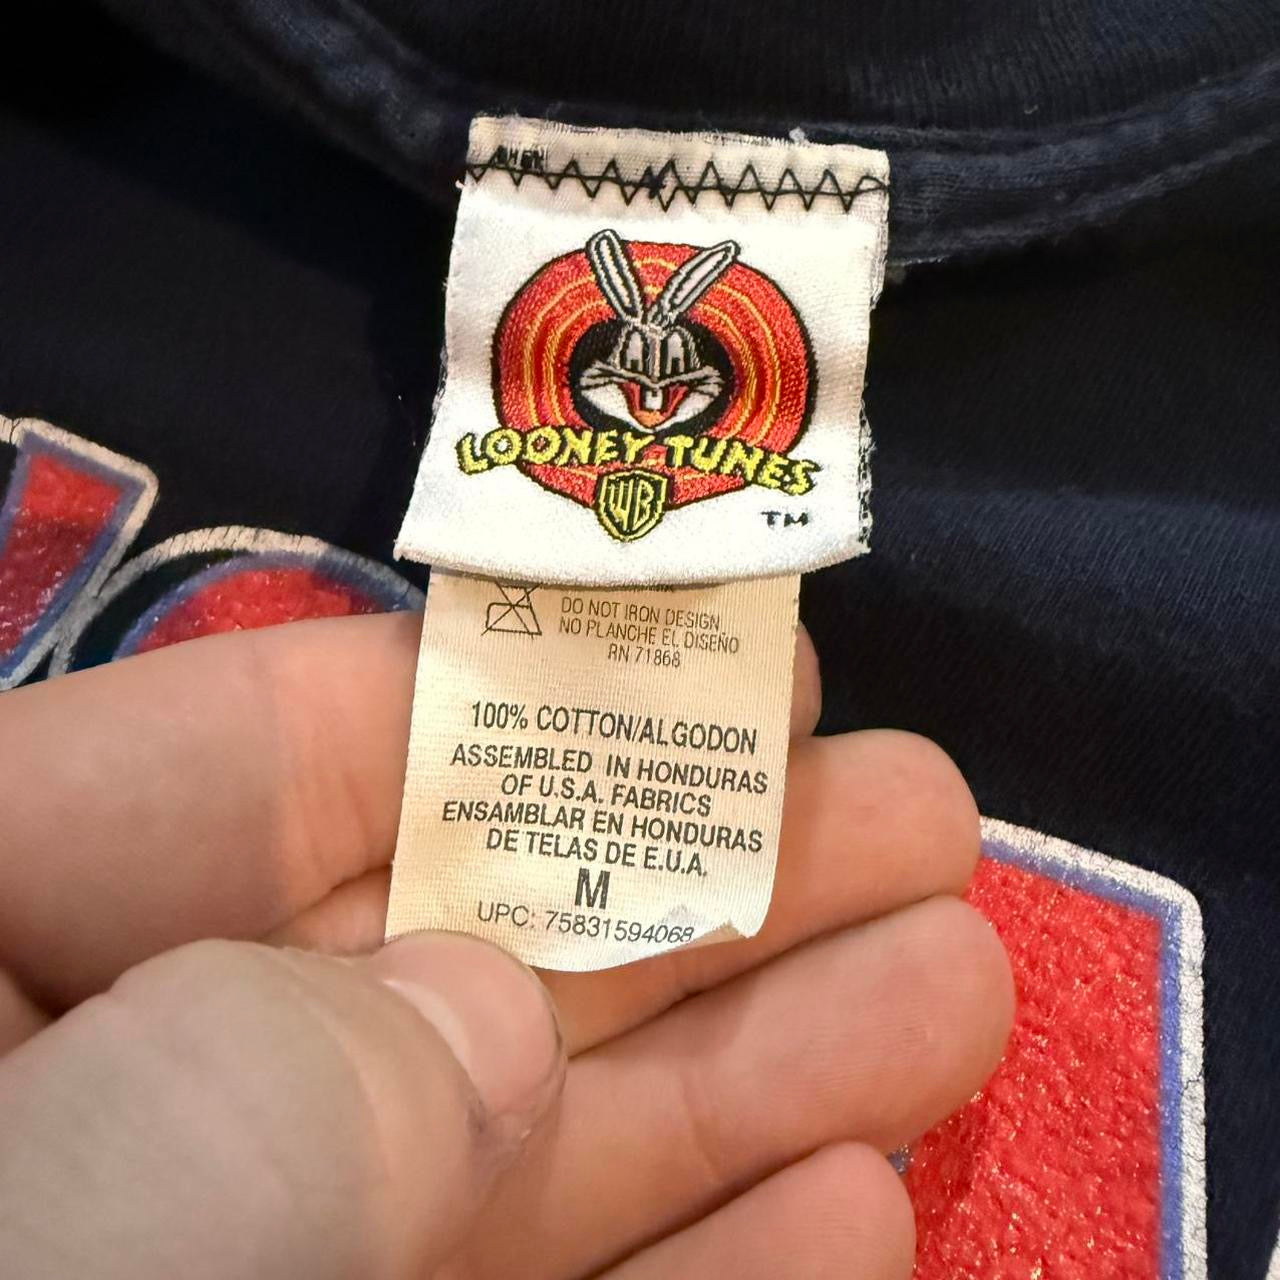 LOONEY TUNES
WB
TM
DO NOT IRON DESIGN
NO PLANCHE EL DISEÑO
RN 71868
100% COTTON/ALGODON
ASSEMBLED IN HONDURAS
OF U.S.A. FABRICS
ENSAMBLAR EN HONDURAS
DE TELAS DE E.U.A.
M
UPC: 75831594068